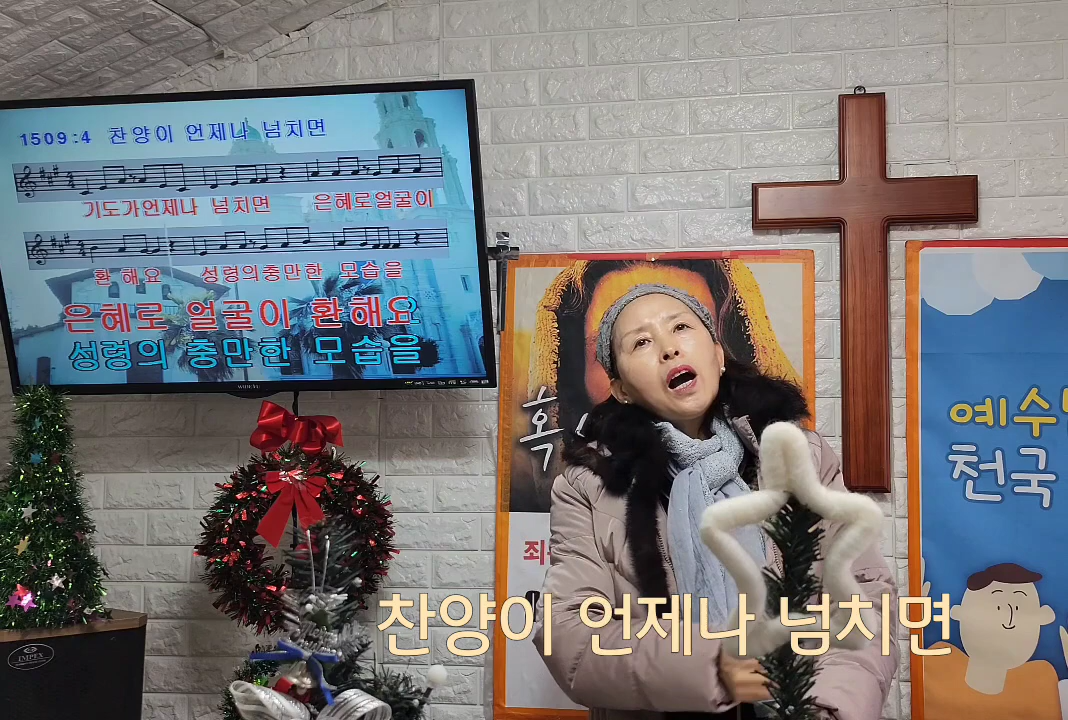 1509:4 찬양이 언제나 넘치면
기도가언제나 넘치면 은혜로얼굴이
환 해요 성령의충만한 모습을
은혜로 얼굴이 환해요
성령의 충만한 모습을
혹
죄
예수
천국
IMPEX
찬양이 언제나 넘치면